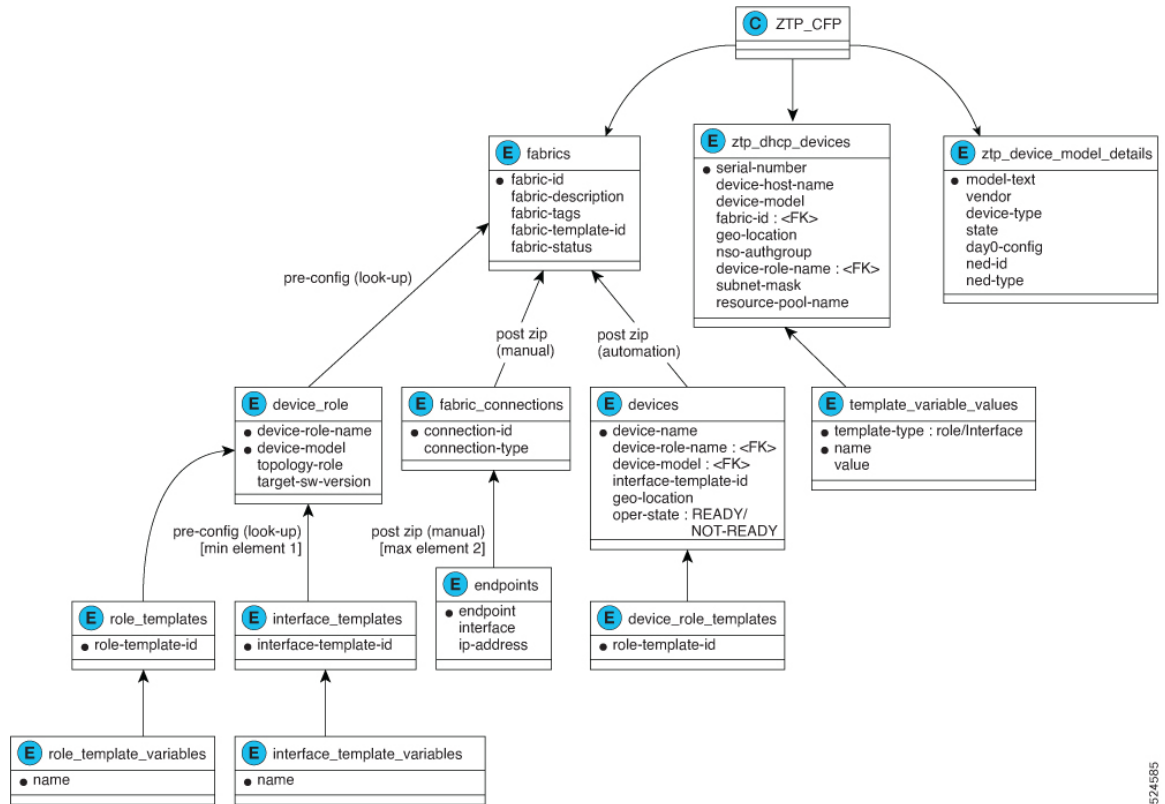 C ZTP_CFP
E fabrics
fabric-id
fabric-description
fabric-tags
fabric-template-id
fabric-status
E ztp_dhcp_devices
serial-number
device-host-name
device-model
fabric-id : <FK>
geo-location
nso-authgroup
device-role-name : <FK>
subnet-mask
resource-pool-name
E ztp_device_model_details
model-text
vendor
device-type
state
day0-config
ned-id
ned-type
pre-config (look-up)
post zip
(manual)
post zip
(automation)
E device_role
device-role-name
device-model
topology-role
target-sw-version
E fabric_connections
connection-id
connection-type
E devices
device-name
device-role-name : <FK>
device-model : <FK>
interface-template-id
geo-location
oper-state : READY/
NOT-READY
E template_variable_values
template-type : role/Interface
name
value
pre-config (look-up)
[min element 1]
post zip (manual)
[max element 2]
E role_templates
role-template-id
E interface_templates
interface-template-id
E endpoints
endpoint
interface
ip-address
E device_role_templates
role-template-id
E role_template_variables
name
E interface_template_variables
name
524585